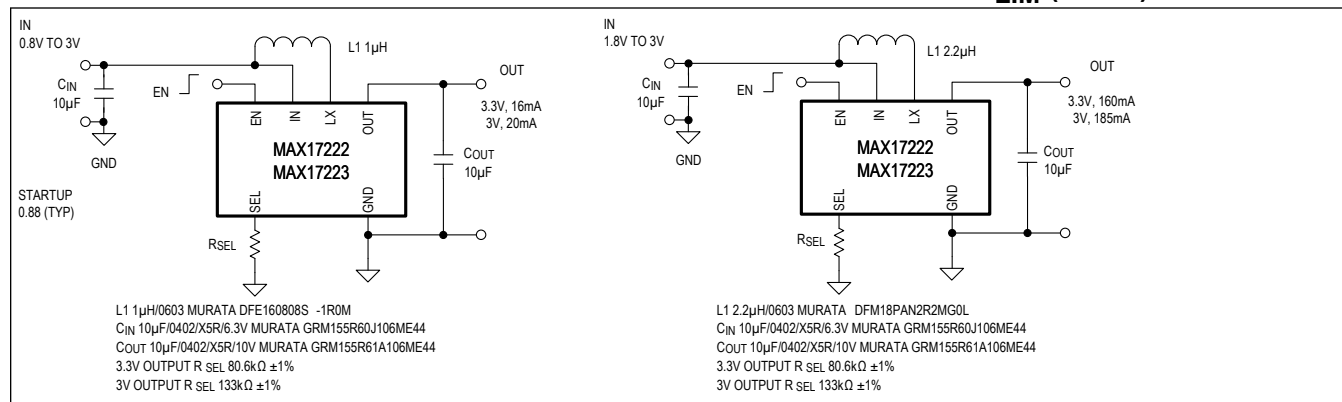 IN
0.8V TO 3V
L1 1µH
CIN
10µF
EN
OUT
3.3V, 16mA
3V, 20mA
EN
IN
LX
OUT
MAX17222
MAX17223
COUT
10µF
GND
STARTUP
0.88 (TYP)
SEL
GND
RSEL
L1 1µH/0603 MURATA DFE160808S -1R0M
CIN 10µF/0402/X5R/6.3V MURATA GRM155R60J106ME44
COUT 10µF/0402/X5R/10V MURATA GRM155R61A106ME44
3.3V OUTPUT R SEL 80.6kΩ ±1%
3V OUTPUT R SEL 133kΩ ±1%
IN
1.8V TO 3V
L1 2.2µH
CIN
10µF
EN
OUT
3.3V, 160mA
3V, 185mA
EN
IN
LX
OUT
MAX17222
MAX17223
COUT
10µF
GND
SEL
GND
RSEL
L1 2.2µH/0603 MURATA DFM18PAN2R2MG0L
CIN 10µF/0402/X5R/6.3V MURATA GRM155R60J106ME44
COUT 10µF/0402/X5R/10V MURATA GRM155R61A106ME44
3.3V OUTPUT R SEL 80.6kΩ ±1%
3V OUTPUT R SEL 133kΩ ±1%